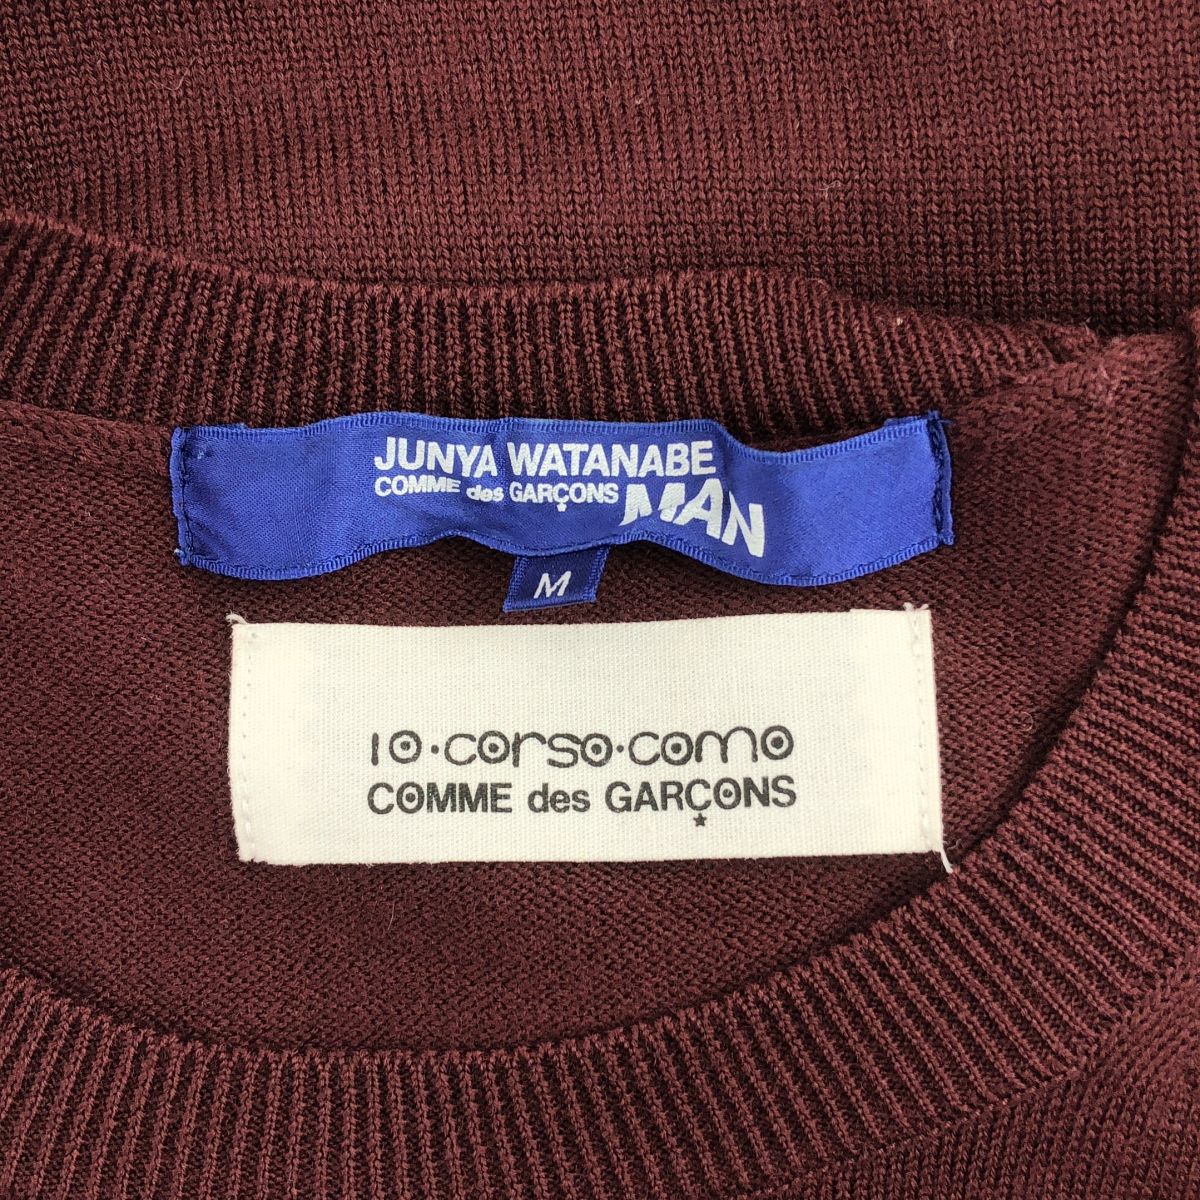 JUNYA WATANABE
COMME des GARÇONS MAN
M
10·corso·como
COMME des GARÇONS